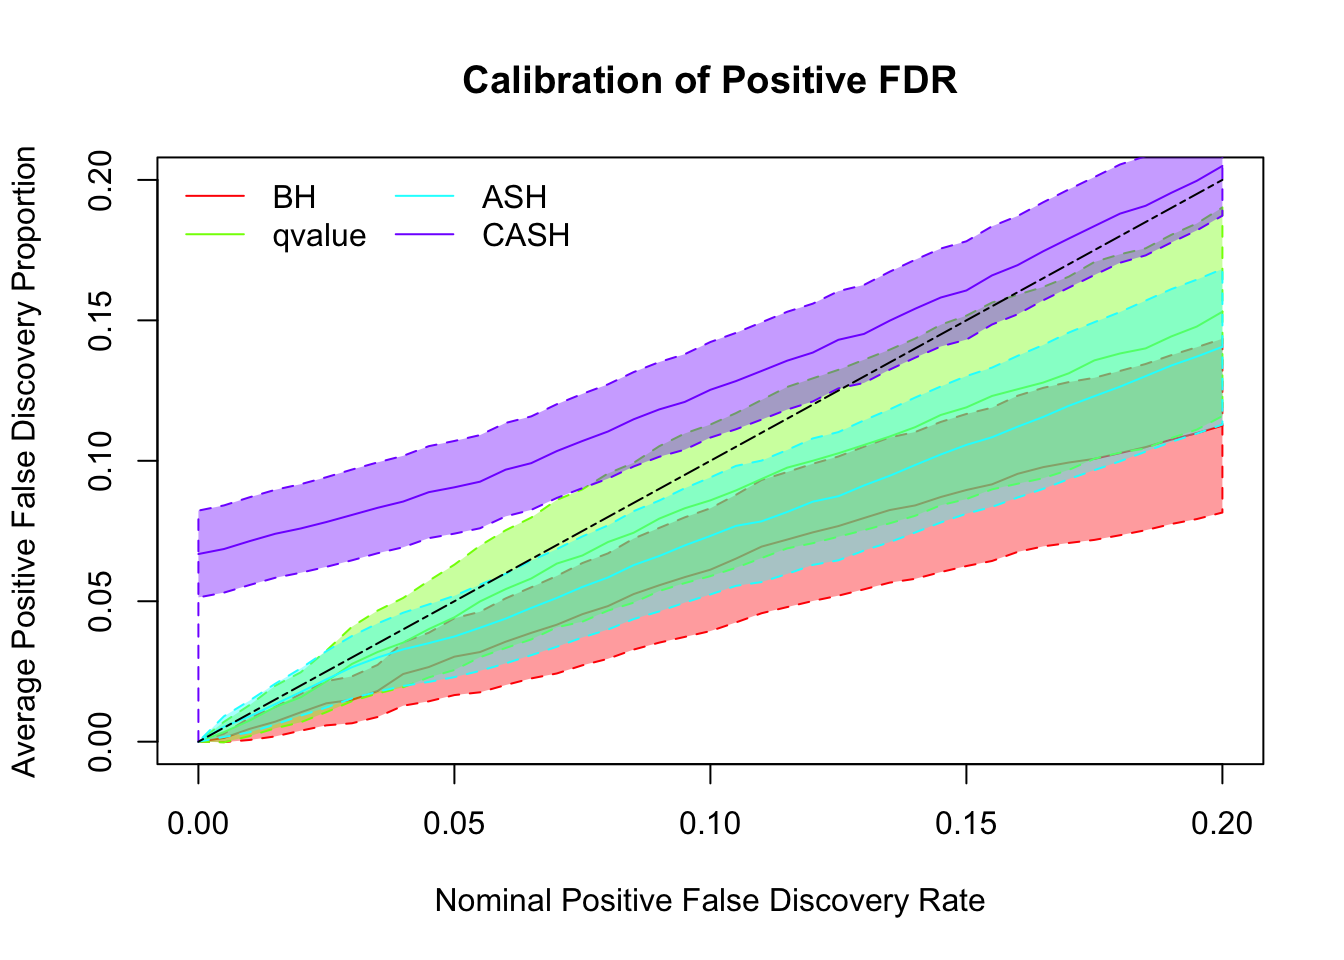 Calibration of Positive FDR
Average Positive False Discovery Proportion
0.20
0.15
0.10
0.05
0.00
BH
qvalue
ASH
CASH
0.00 0.05 0.10 0.15 0.20
Nominal Positive False Discovery Rate